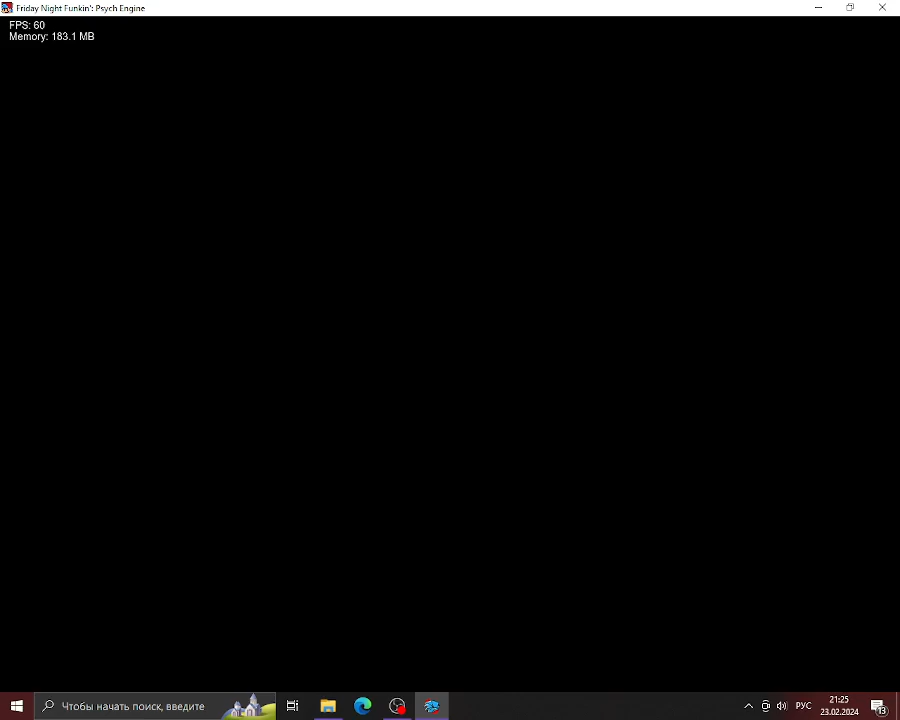 Friday Night Funkin': Psych Engine
FPS: 60
Memory: 183.1 MB
Чтобы начать поиск, введите
РУС
21:25
23.02.2024
13